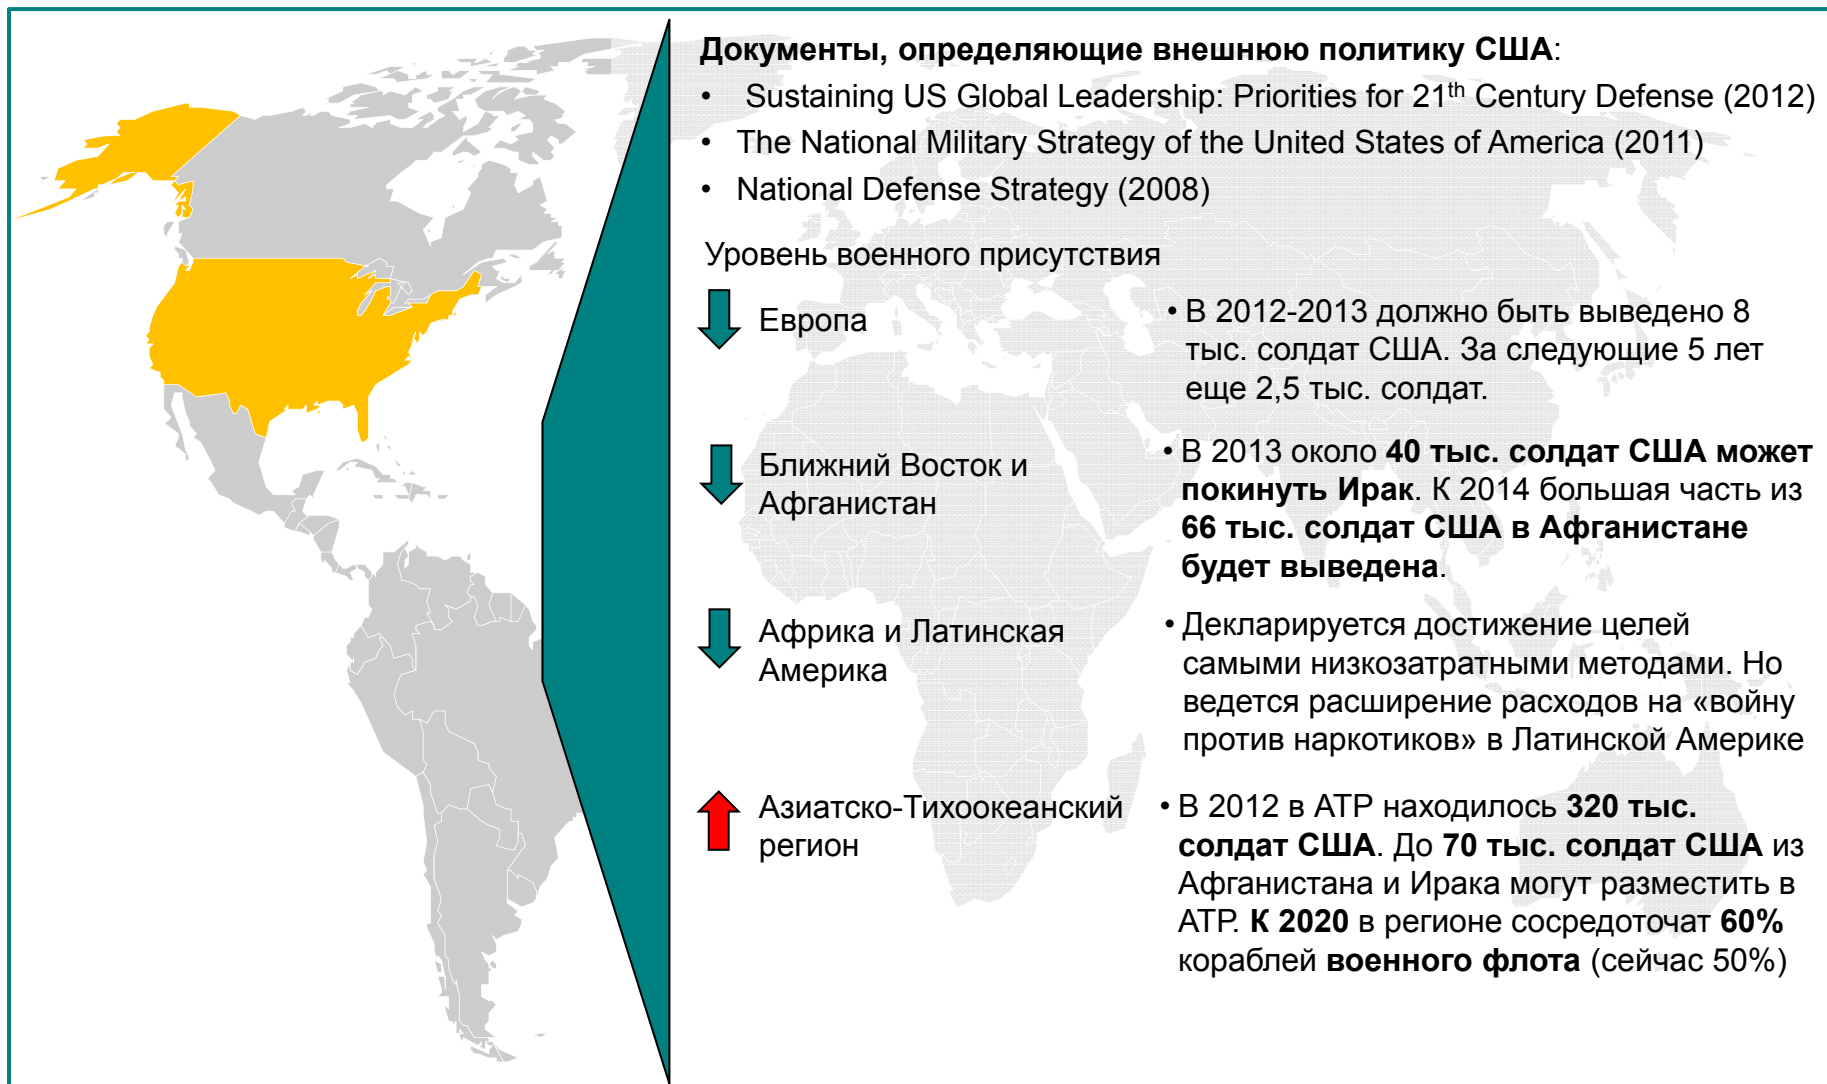 Документы, определяющие внешнюю политику США:
• Sustaining US Global Leadership: Priorities for 21th Century Defense (2012)
• The National Military Strategy of the United States of America (2011)
• National Defense Strategy (2008)
Уровень военного присутствия
Европа
• В 2012-2013 должно быть выведено 8
тыс. солдат США. За следующие 5 лет
еще 2,5 тыс. солдат.
Ближний Восток и
Афганистан
• В 2013 около 40 тыс. солдат США может
покинуть Ирак. К 2014 большая часть из
66 тыс. солдат США в Афганистане
будет выведена.
Африка и Латинская
Америка
• Декларируется достижение целей
самыми низкозатратными методами. Но
ведется расширение расходов на «войну
против наркотиков» в Латинской Америке
Азиатско-Тихоокеанский
регион
• В 2012 в АТР находилось 320 тыс.
солдат США. До 70 тыс. солдат США из
Афганистана и Ирака могут разместить в
АТР. К 2020 в регионе сосредоточат 60%
кораблей военного флота (сейчас 50%)